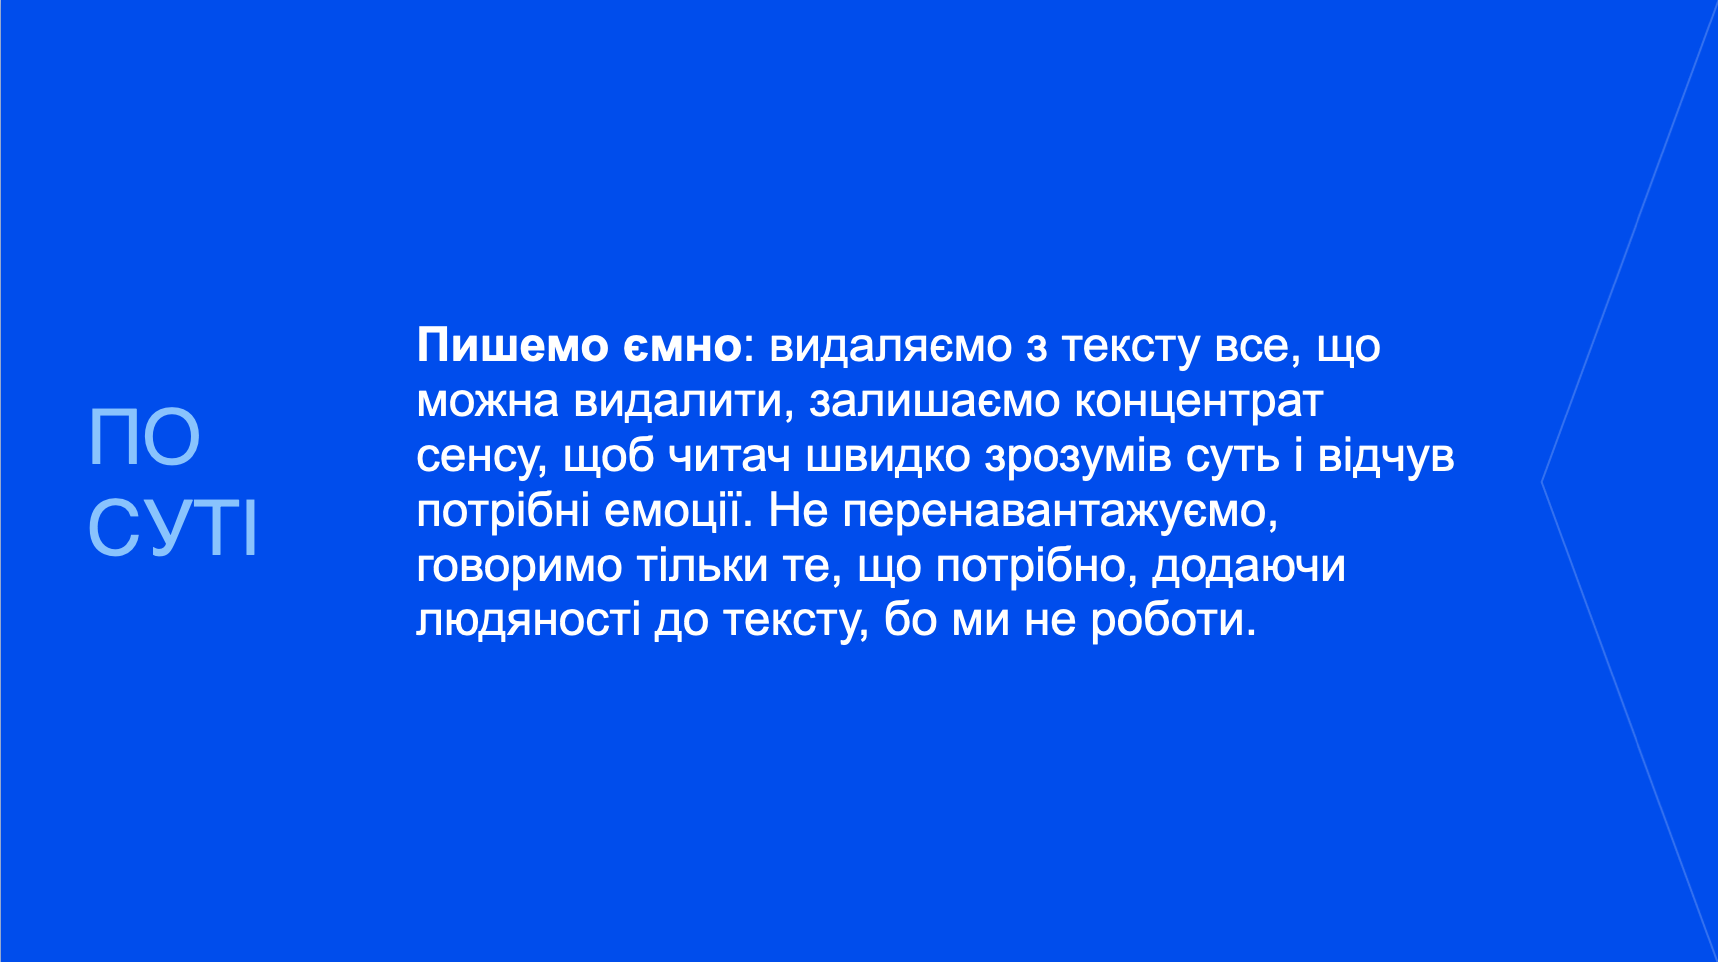 ПО
СУТІ
Пишемо ємно: видаляємо з тексту все, що
можна видалити, залишаємо концентрат
сенсу, щоб читач швидко зрозумів суть і відчув
потрібні емоції. Не перенавантажуємо,
говоримо тільки те, що потрібно, додаючи
людяності до тексту, бо ми не роботи.